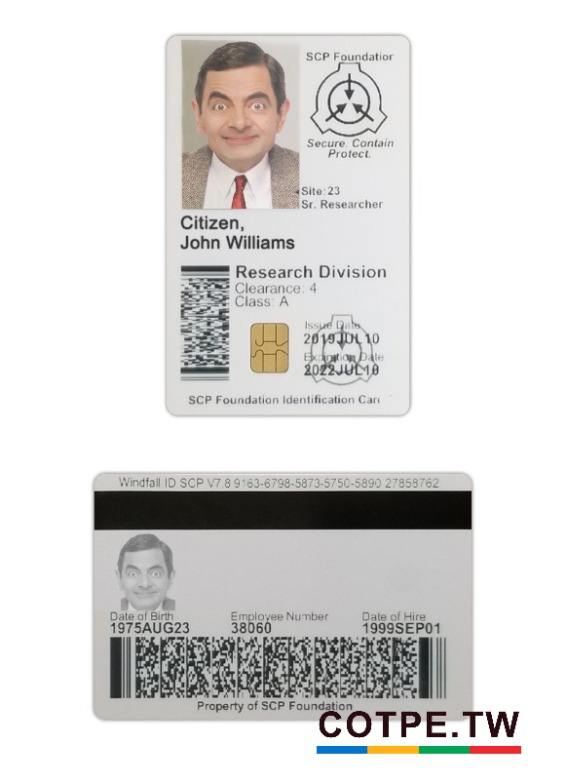 SCP Foundation
Secure. Contain
Protect.
Site:23
Sr. Researcher
Citizen,
John Williams
Research Division
Clearance: 4
Class: A
Issue Date
2019JUL10
Expiration Date
2022JUL10
SCP Foundation Identification Card
Windfall ID SCP V7.8 9163-6798-5873-5750-5890 27858762
Date of Birth
Employee Number
Date of Hire
1975AUG23
38060
1999SEP01
Property of SCP Foundation
COTPE.TW